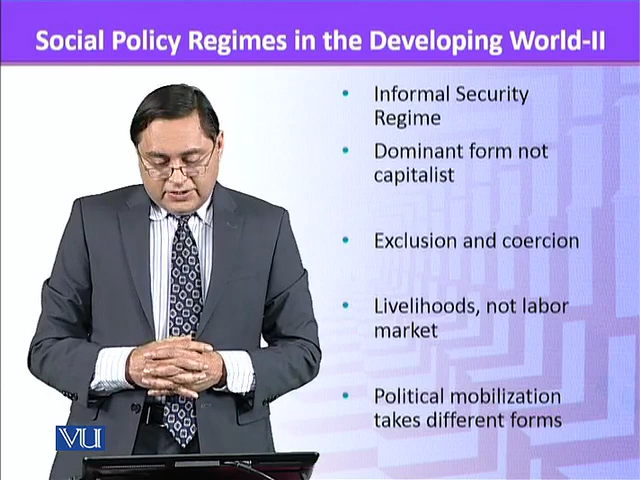 Social Policy Regimes in the Developing World-II
Informal Security
Regime
Dominant form not
capitalist
Exclusion and coercion
Livelihoods, not labor
market
Political mobilization
takes different forms
VU